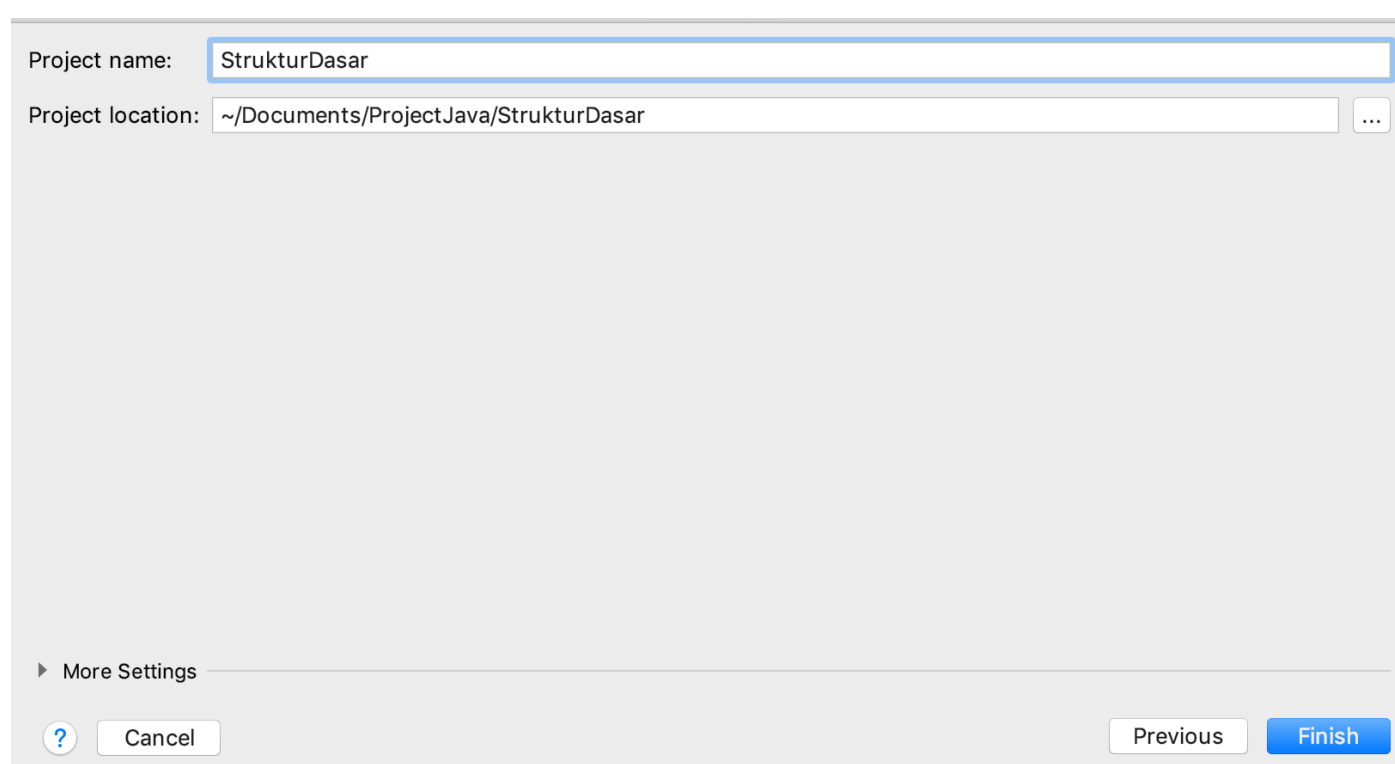 Project name: StrukturDasar
Project location: ~/Documents/ProjectJava/StrukturDasar ...
More Settings
? Cancel Previous Finish